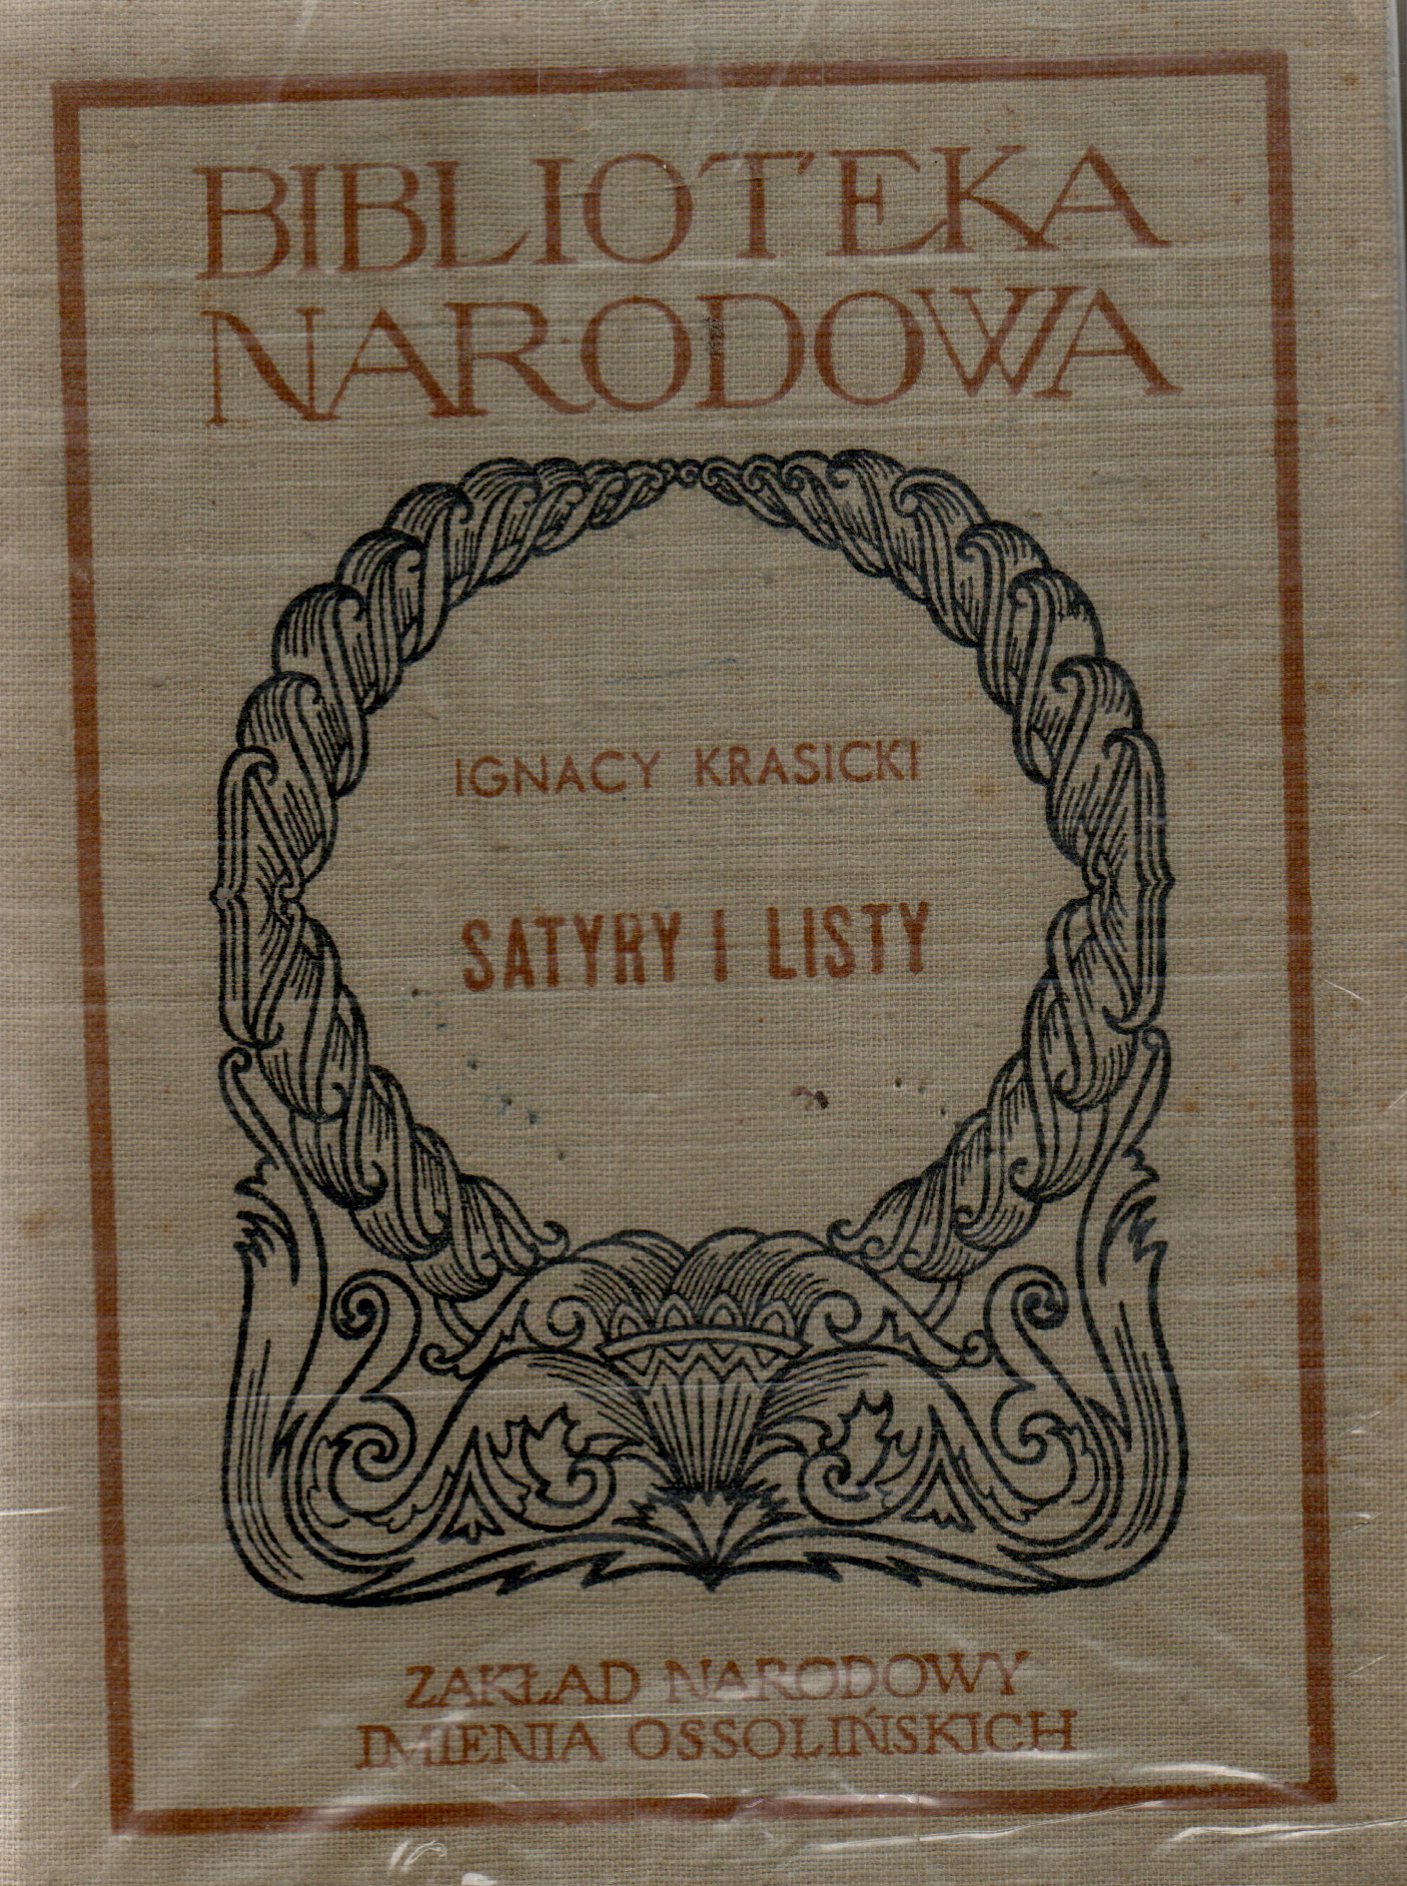 BIBLIOTEKA
NARODOWA
IGNACY KRASICKI
SATYRY I LISTY
ZAKŁAD NARODOWY
IMIENIA OSSOLIŃSKICH